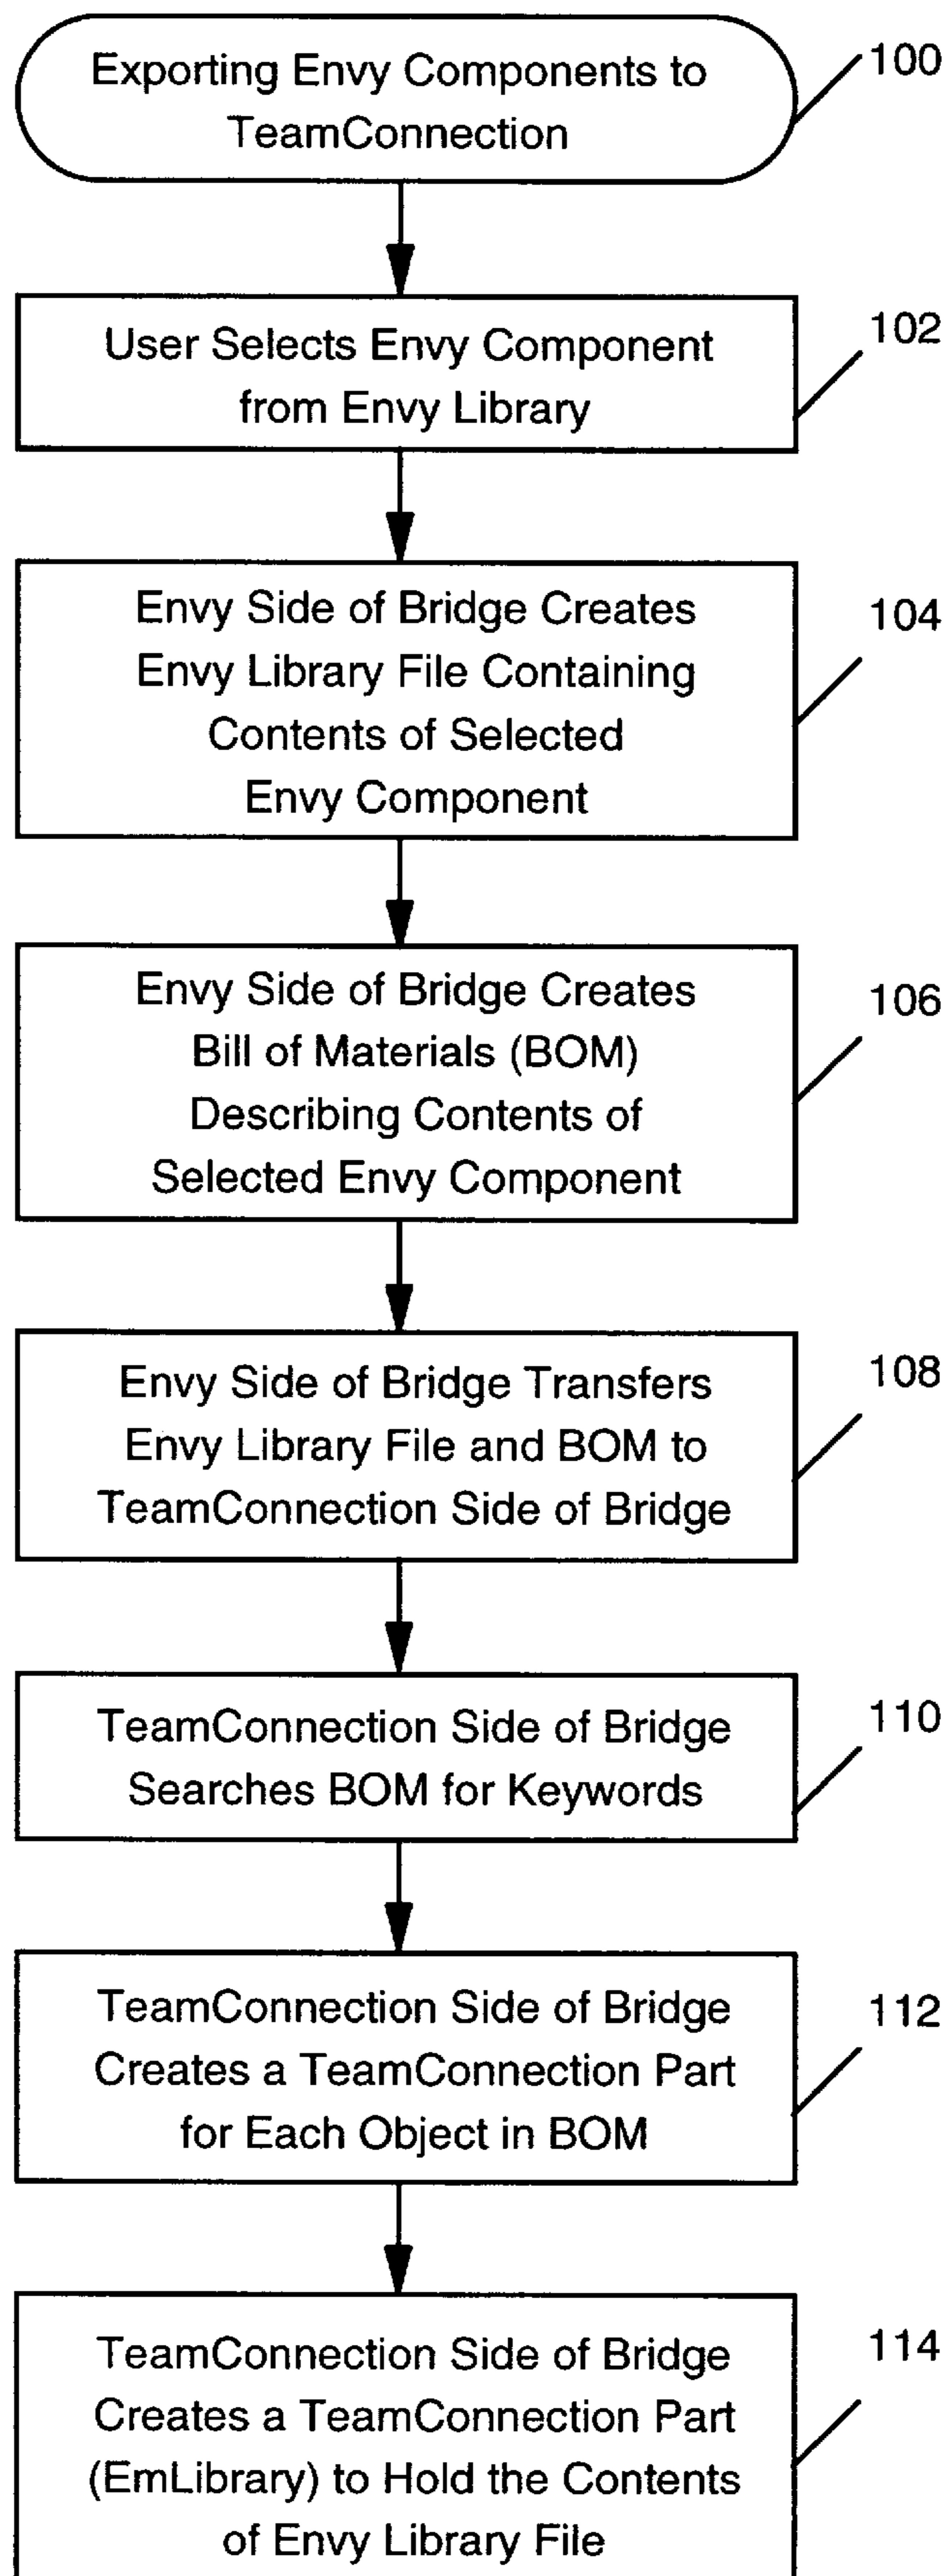 Exporting Envy Components to
TeamConnection
100
User Selects Envy Component
from Envy Library
102
Envy Side of Bridge Creates
Envy Library File Containing
Contents of Selected
Envy Component
104
Envy Side of Bridge Creates
Bill of Materials (BOM)
Describing Contents of
Selected Envy Component
106
Envy Side of Bridge Transfers
Envy Library File and BOM to
TeamConnection Side of Bridge
108
TeamConnection Side of Bridge
Searches BOM for Keywords
110
TeamConnection Side of Bridge
Creates a TeamConnection Part
for Each Object in BOM
112
TeamConnection Side of Bridge
Creates a TeamConnection Part
(EmLibrary) to Hold the Contents
of Envy Library File
114